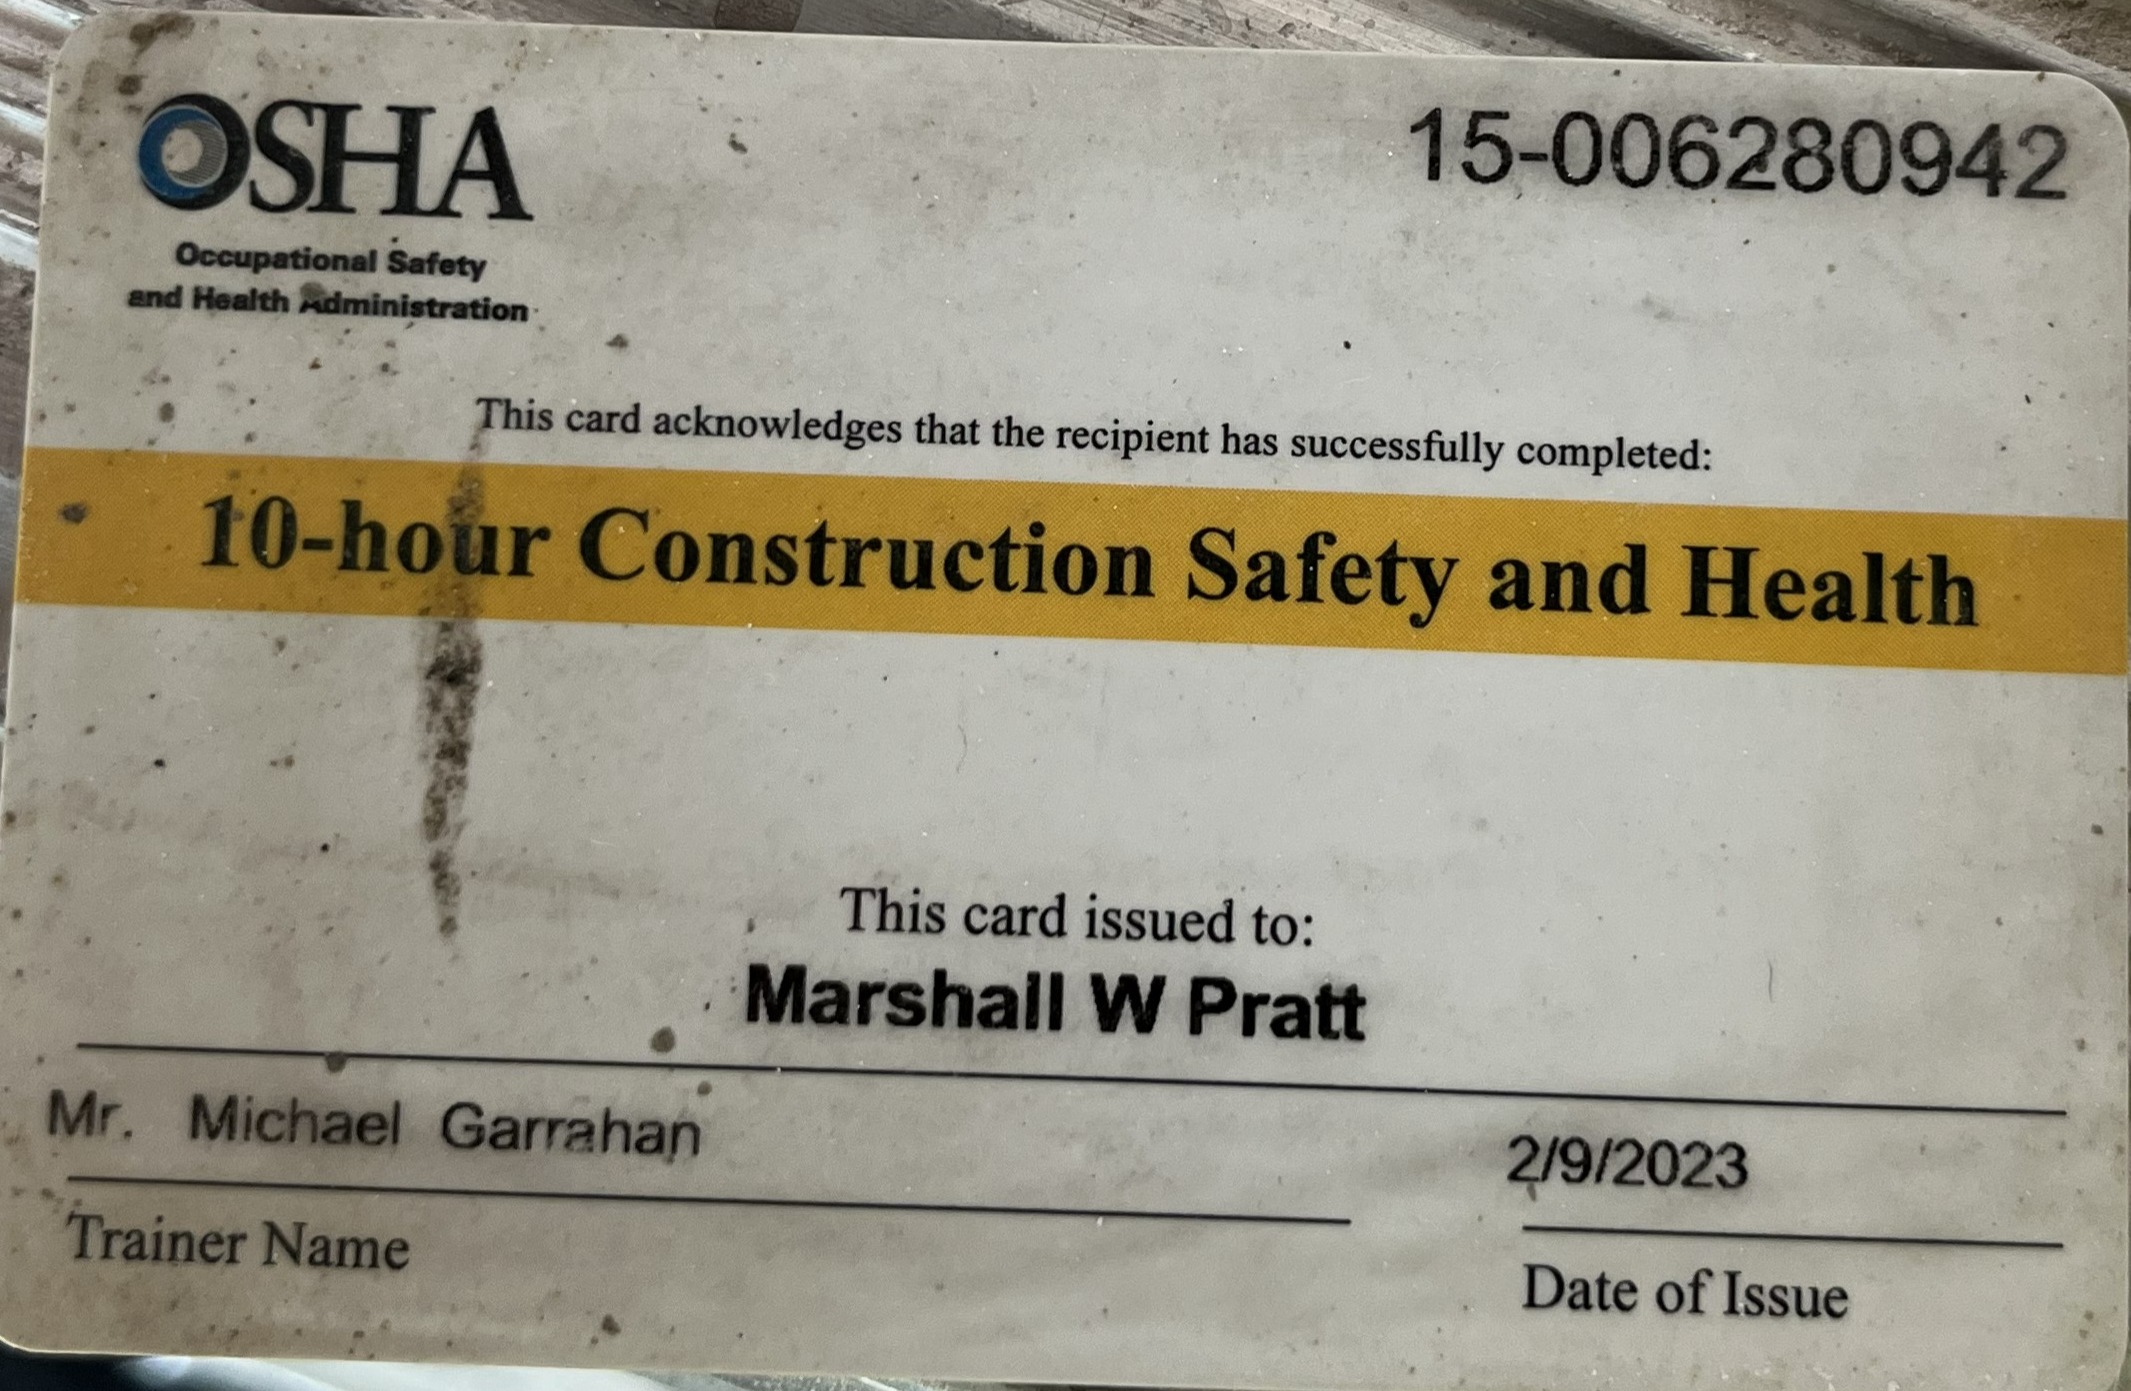 OSHA
15-006280942
Occupational Safety
and Health Administration
This card acknowledges that the recipient has successfully completed:
10-hour Construction Safety and Health
This card issued to:
Marshall W Pratt
Mr. Michael Garrahan
2/9/2023
Trainer Name
Date of Issue